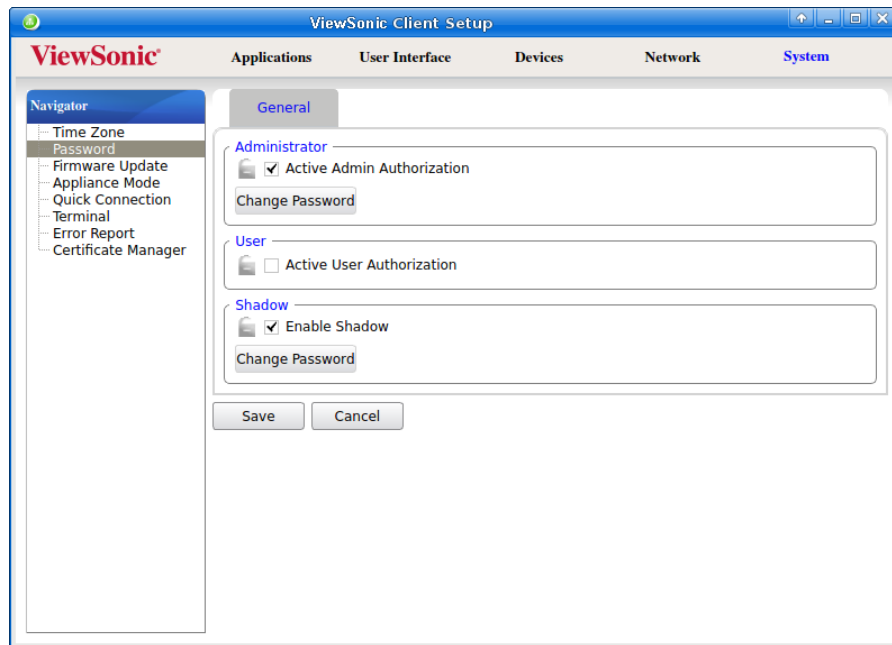 ViewSonic Client Setup
ViewSonic®
Applications
User Interface
Devices
Network
System
Navigator
Time Zone
Password
Firmware Update
Appliance Mode
Quick Connection
Terminal
Error Report
Certificate Manager
General
Administrator
Active Admin Authorization
Change Password
User
Active User Authorization
Shadow
Enable Shadow
Change Password
Save
Cancel